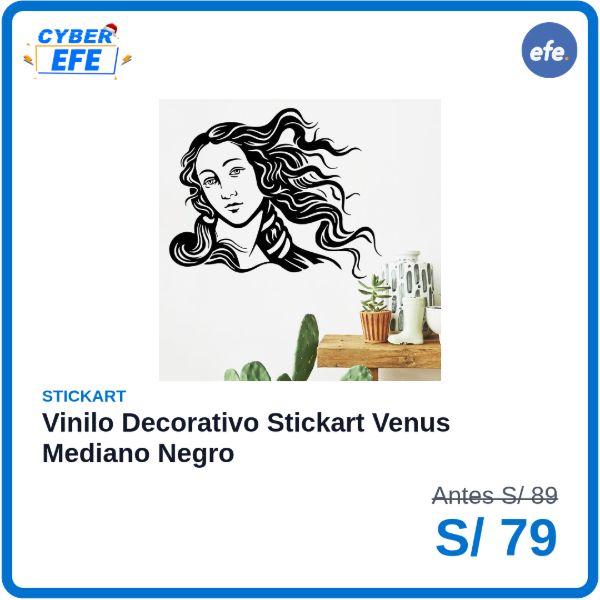 CYBER
EFE
efe.
STICKART
Vinilo Decorativo Stickart Venus
Mediano Negro
Antes S/ 89
S/ 79